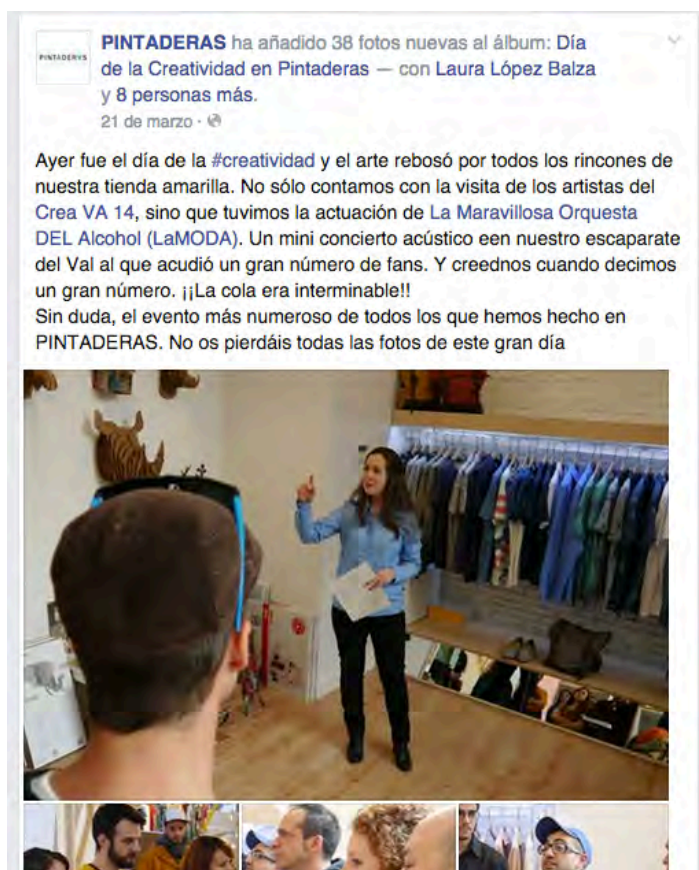 PINTADERAS
PINTADERAS ha añadido 38 fotos nuevas al álbum: Día
de la Creatividad en Pintaderas — con Laura López Balza
y 8 personas más.
21 de marzo ·
Ayer fue el día de la #creatividad y el arte rebosó por todos los rincones de
nuestra tienda amarilla. No sólo contamos con la visita de los artistas del
Crea VA 14, sino que tuvimos la actuación de La Maravillosa Orquesta
DEL Alcohol (LaMODA). Un mini concierto acústico een nuestro escaparate
del Val al que acudió un gran número de fans. Y creednos cuando decimos
un gran número. ¡¡La cola era interminable!!
Sin duda, el evento más numeroso de todos los que hemos hecho en
PINTADERAS. No os pierdáis todas las fotos de este gran día